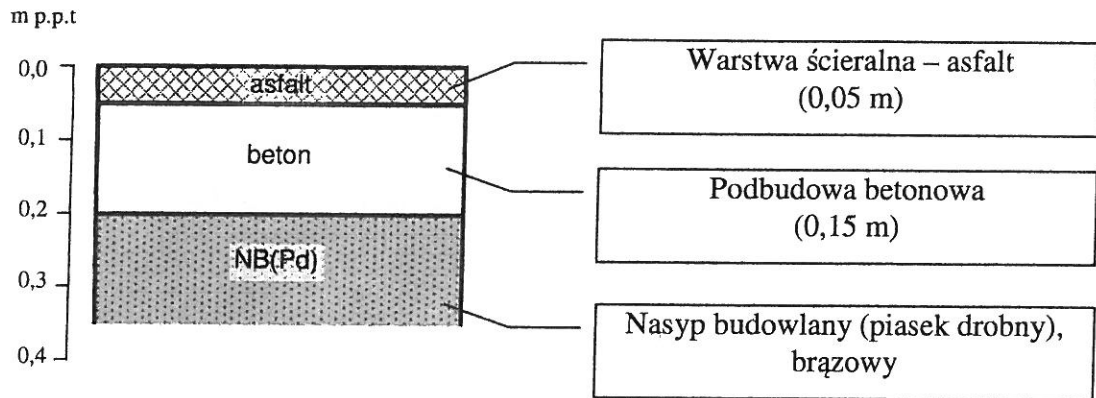 m p.p.t
0,0
asfalt
Warstwa ścieralna – asfalt
(0,05 m)
0,1
beton
Podbudowa betonowa
(0,15 m)
0,2
NB(Pd)
0,3
Nasyp budowlany (piasek drobny),
brązowy
0,4